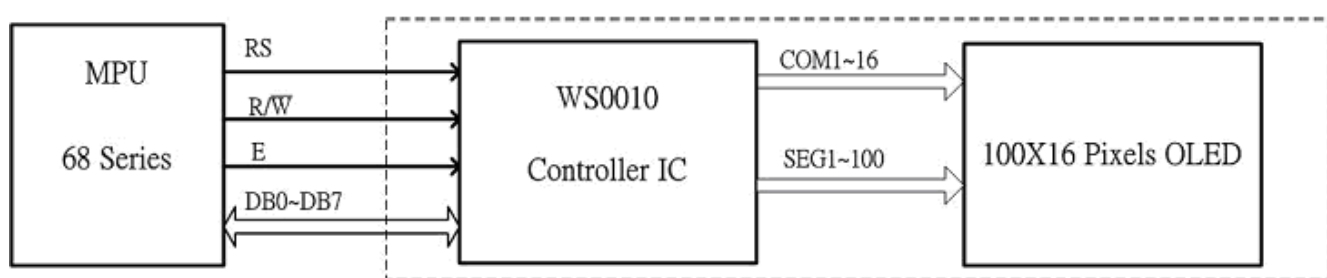 MPU
68 Series
RS
R/W̅
E
DB0~DB7
WS0010
Controller IC
COM1~16
SEG1~100
100X16 Pixels OLED